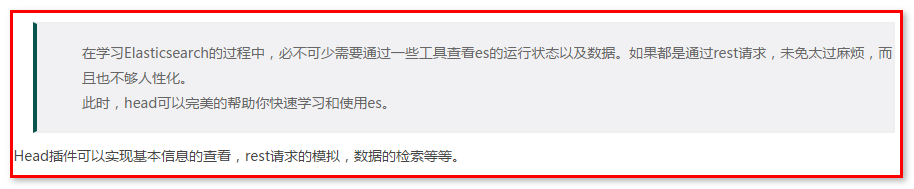 在学习Elasticsearch的过程中，必不可少需要通过一些工具查看es的运行状态以及数据。如果都是通过rest请求，未免太过麻烦，而
且也不够人性化。
此时，head可以完美的帮助你快速学习和使用es。
Head插件可以实现基本信息的查看，rest请求的模拟，数据的检索等等。